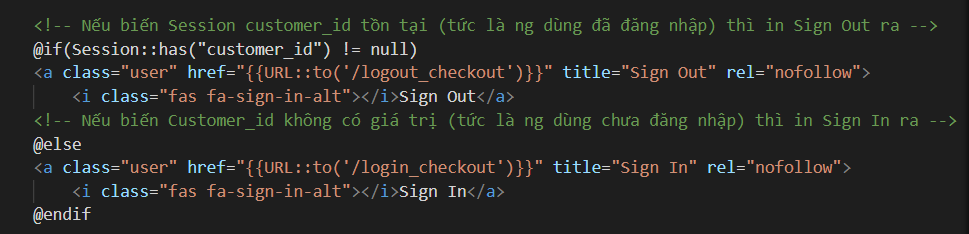 <!-- Nếu biến Session customer_id tồn tại (tức là ng dùng đã đăng nhập) thì in Sign Out ra -->
@if(Session::has("customer_id") != null)
<a class="user" href="{{URL::to('/logout_checkout')}}" title="Sign Out" rel="nofollow">
    <i class="fas fa-sign-in-alt"></i>Sign Out</a>
<!-- Nếu biến Customer_id không có giá trị (tức là ng dùng chưa đăng nhập) thì in Sign In ra -->
@else
<a class="user" href="{{URL::to('/login_checkout')}}" title="Sign In" rel="nofollow">
    <i class="fas fa-sign-in-alt"></i>Sign In</a>
@endif